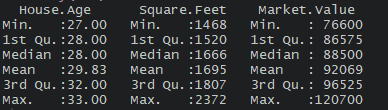 House.Age Square.Feet Market.Value
Min. :27.00 Min. :1468 Min. : 76600
1st Qu.:28.00 1st Qu.:1520 1st Qu.: 86575
Median :28.00 Median :1666 Median : 88500
Mean :29.83 Mean :1695 Mean : 92069
3rd Qu.:32.00 3rd Qu.:1807 3rd Qu.: 96525
Max. :33.00 Max. :2372 Max. :120700